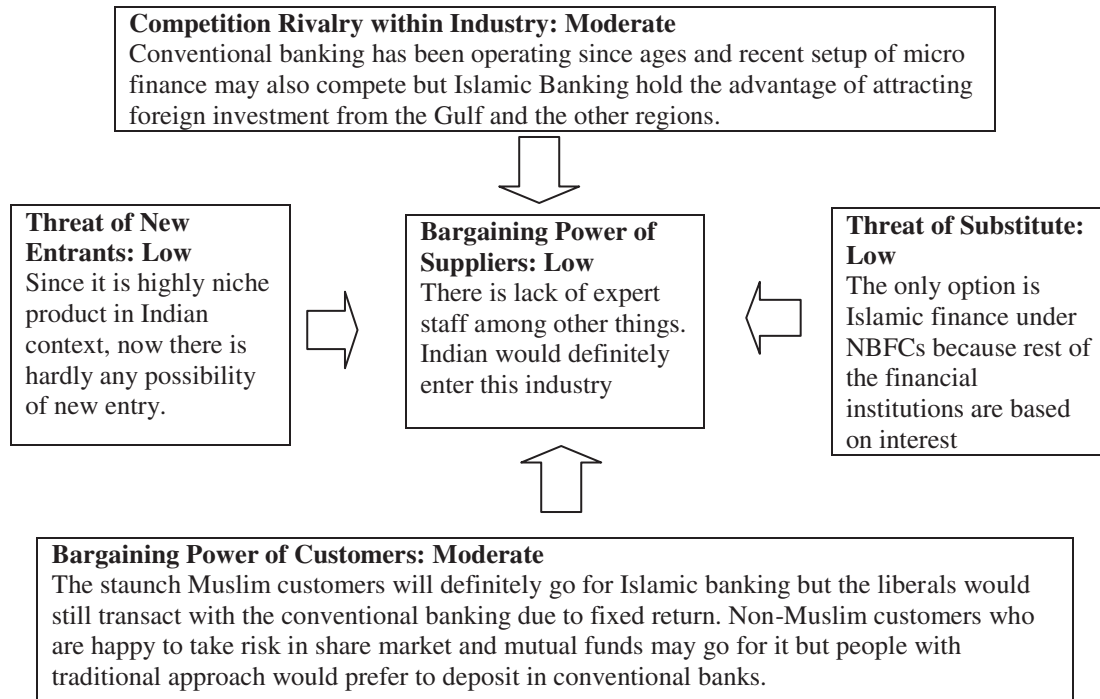 Competition Rivalry within Industry: Moderate
Conventional banking has been operating since ages and recent setup of micro
finance may also compete but Islamic Banking hold the advantage of attracting
foreign investment from the Gulf and the other regions.
Threat of New
Entrants: Low
Since it is highly niche
product in Indian
context, now there is
hardly any possibility
of new entry.
Bargaining Power of
Suppliers: Low
There is lack of expert
staff among other things.
Indian would definitely
enter this industry
Threat of Substitute:
Low
The only option is
Islamic finance under
NBFCs because rest of
the financial
institutions are based
on interest
Bargaining Power of Customers: Moderate
The staunch Muslim customers will definitely go for Islamic banking but the liberals would
still transact with the conventional banking due to fixed return. Non-Muslim customers who
are happy to take risk in share market and mutual funds may go for it but people with
traditional approach would prefer to deposit in conventional banks.